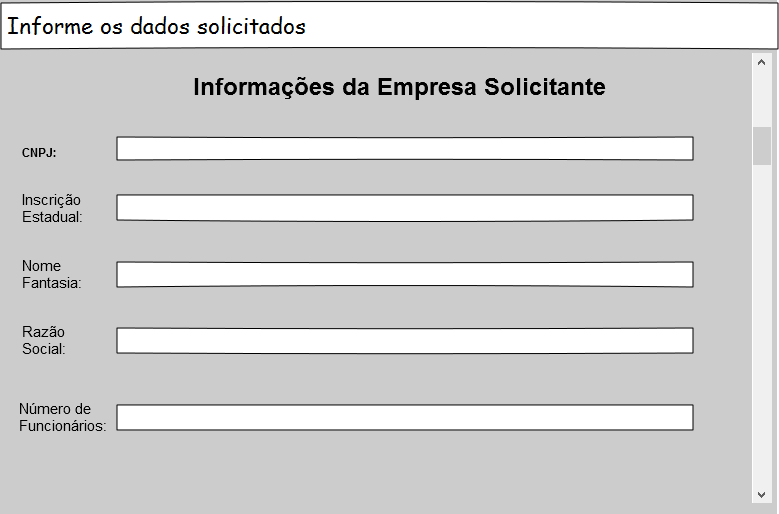 Informe os dados solicitados
Informações da Empresa Solicitante
CNPJ:
Inscrição
Estadual:
Nome
Fantasia:
Razão
Social:
Número de
Funcionários: